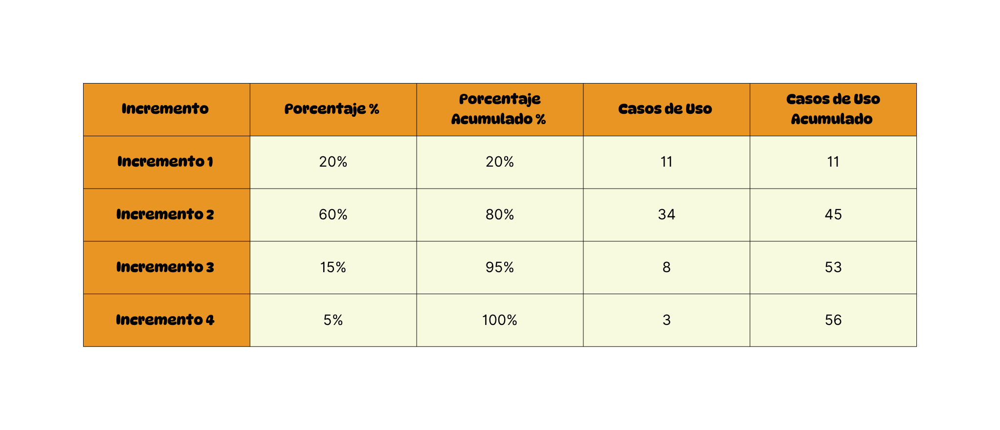 Incremento
Porcentaje %
Porcentaje
Acumulado %
Casos de Uso
Casos de Uso
Acumulado
Incremento 1
20%
20%
11
11
Incremento 2
60%
80%
34
45
Incremento 3
15%
95%
8
53
Incremento 4
5%
100%
3
56